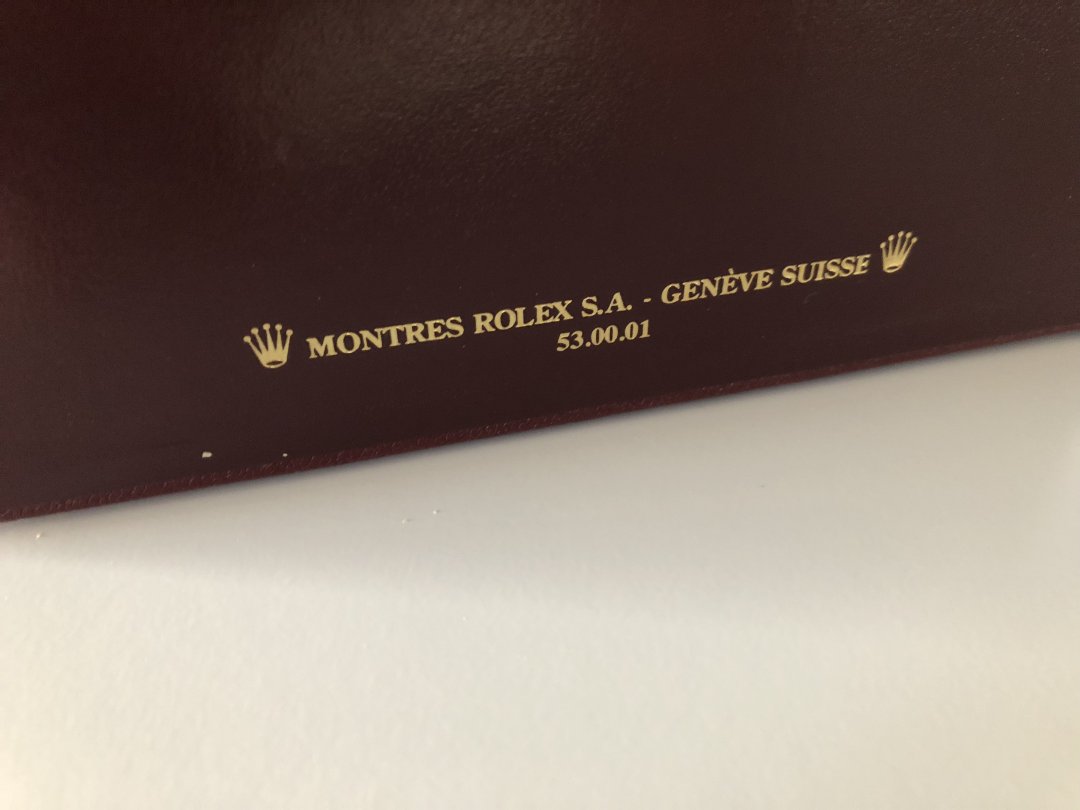 MONTRES ROLEX S.A. - GENÈVE SUISSE
53.00.01